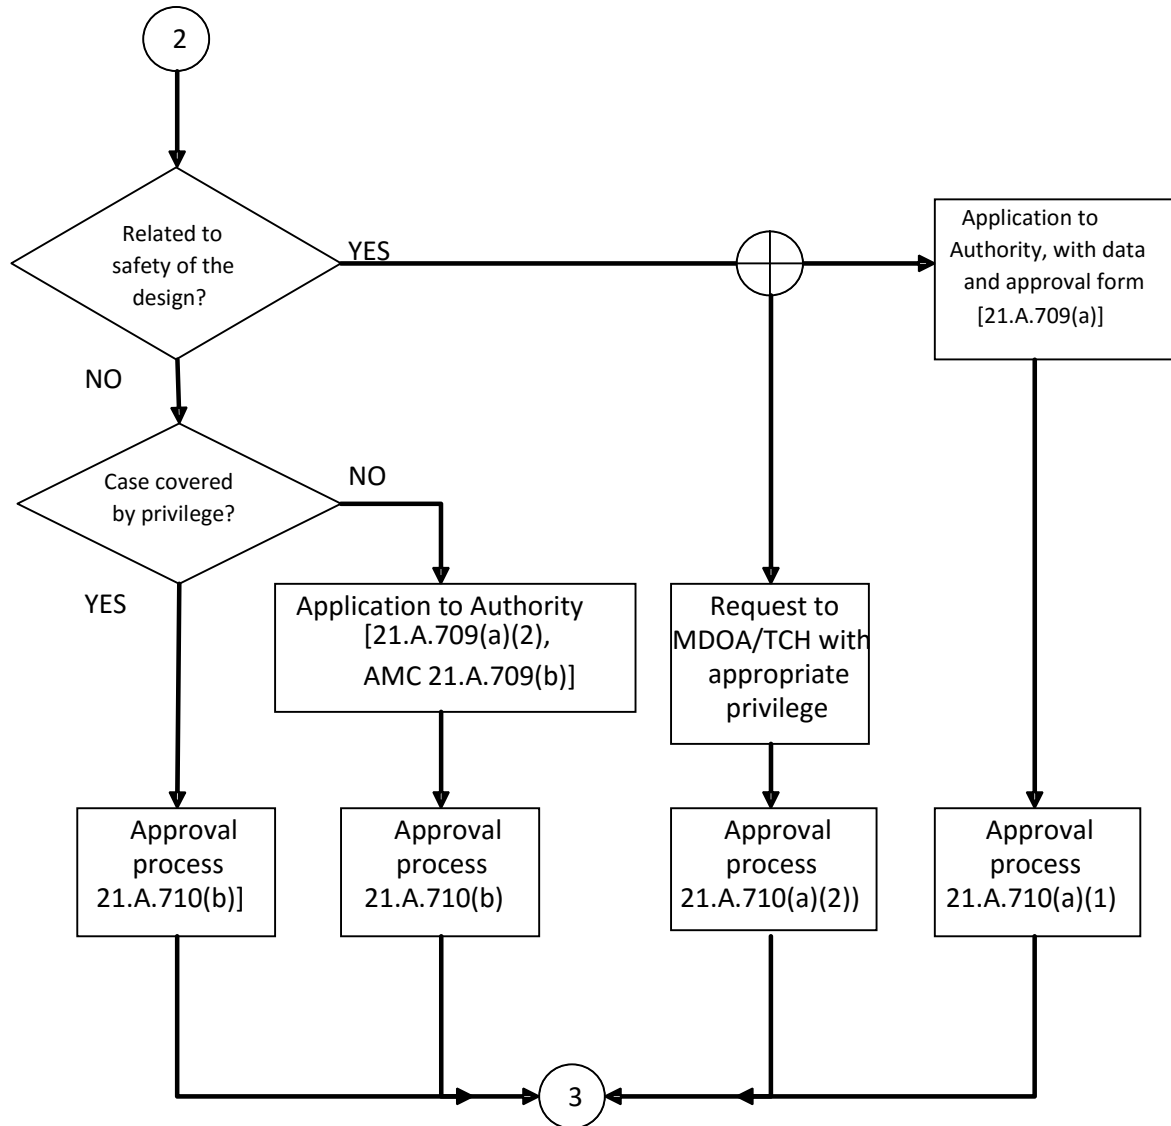 2
Related to
safety of the
design?
YES
Application to
Authority, with data
and approval form
[21.A.709(a)]
NO
Case covered
by privilege?
NO
YES
Application to Authority
[21.A.709(a)(2),
AMC 21.A.709(b)]
Request to
MDOA/TCH with
appropriate
privilege
Approval
process
21.A.710(b)]
Approval
process
21.A.710(b)
Approval
process
21.A.710(a)(2))
Approval
process
21.A.710(a)(1)
3